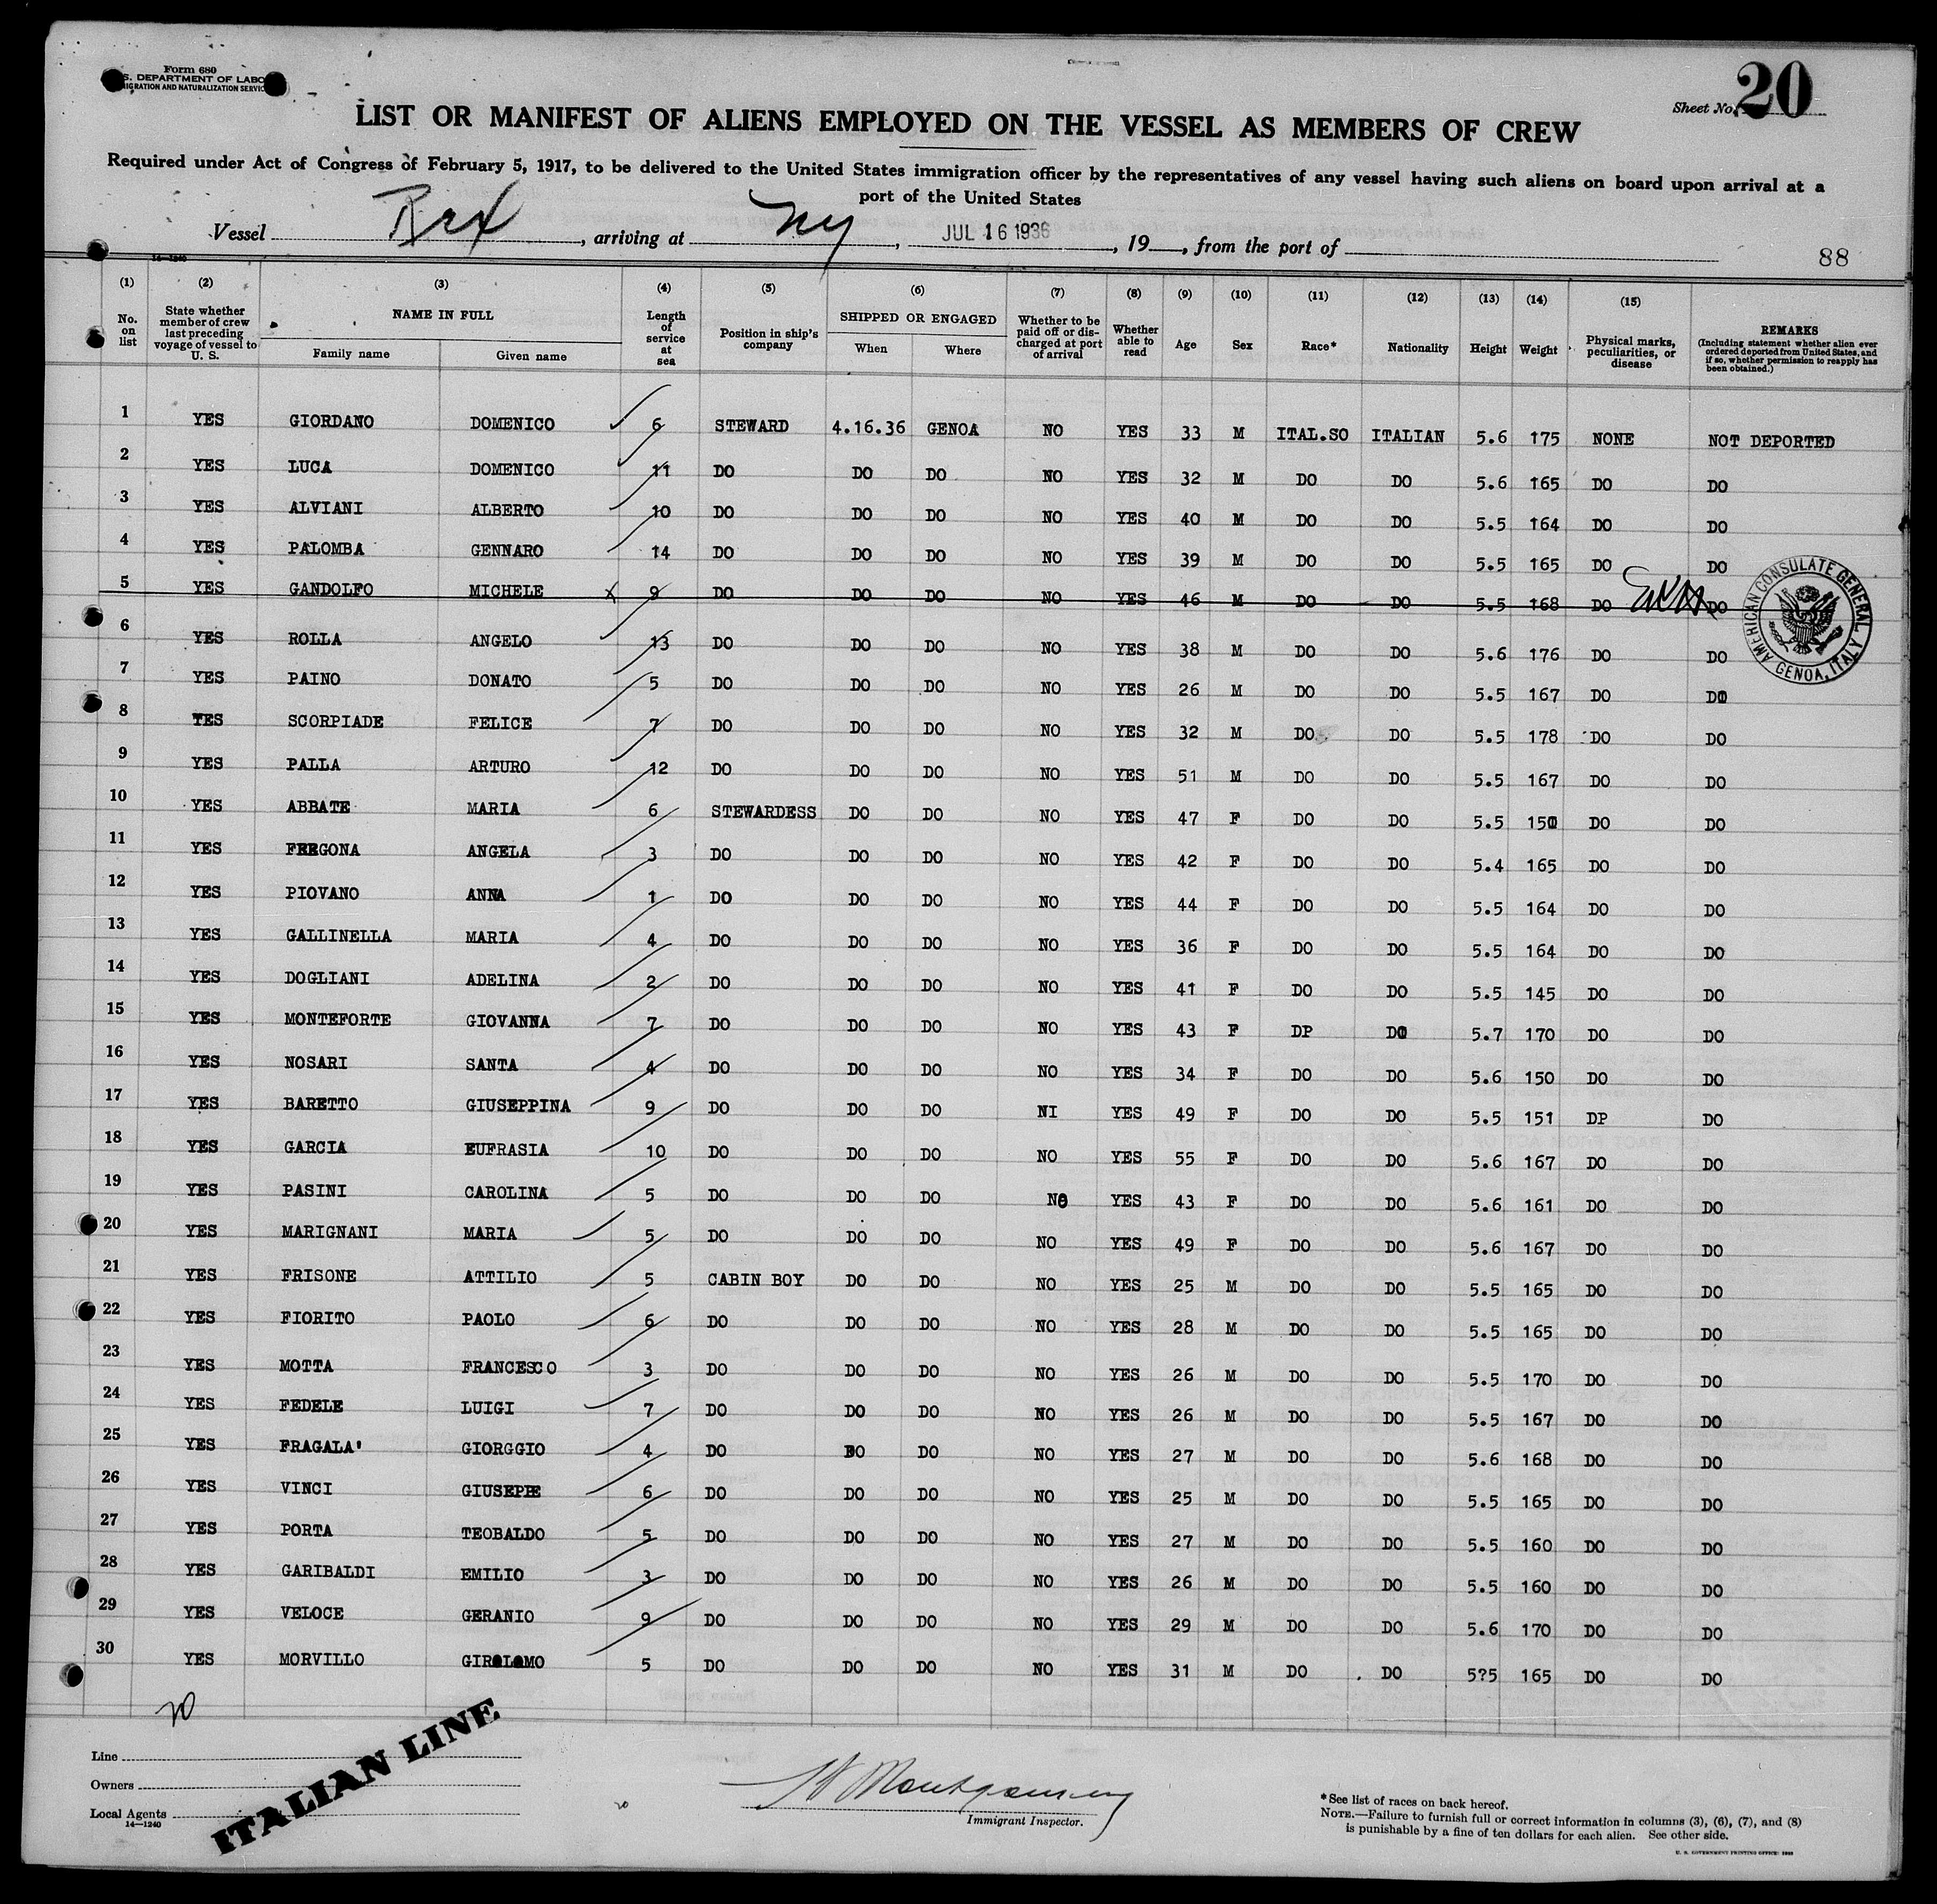 Form 680
S. DEPARTMENT OF LABO
IGRATION AND NATURALIZATION SERVIC
Sheet No. 20
LIST OR MANIFEST OF ALIENS EMPLOYED ON THE VESSEL AS MEMBERS OF CREW
Required under Act of Congress of February 5, 1917, to be delivered to the United States immigration officer by the representatives of any vessel having such aliens on board upon arrival at a
port of the United States
Vessel Rex, arriving at NY, JUL 16 1936, 19, from the port of
88
14—1240
(1) (2) (3) (4) (5) (6) (7) (8) (9) (10) (11) (12) (13) (14) (15)
No. on list State whether member of crew last preceding voyage of vessel to U. S. NAME IN FULL Family name Given name Length of service at sea Position in ship's company SHIPPED OR ENGAGED When Where Whether to be paid off or discharged at port of arrival Whether able to read Age Sex Race* Nationality Height Weight Physical marks, peculiarities, or disease REMARKS (Including statement whether alien ever ordered deported from United States, and if so, whether permission to reapply has been obtained.)
1 YES GIORDANO DOMENICO 6 STEWARD 4.16.36 GENOA NO YES 33 M ITAL.SO ITALIAN 5.6 175 NONE NOT DEPORTED
2 YES LUCA DOMENICO 11 DO DO DO NO YES 32 M DO DO 5.6 165 DO DO
3 YES ALVIANI ALBERTO 10 DO DO DO NO YES 40 M DO DO 5.5 164 DO DO
4 YES PALOMBA GENNARO 14 DO DO DO NO YES 39 M DO DO 5.5 165 DO DO
5 YES GANDOLFO MICHELE X 9 DO DO DO NO YES 46 M DO DO 5.5 168 DO DO
AMERICAN CONSULATE GENERAL GENOA, ITALY
6 YES ROLLA ANGELO 13 DO DO DO NO YES 38 M DO DO 5.6 176 DO DO
7 YES PAINO DONATO 5 DO DO DO NO YES 26 M DO DO 5.5 167 DO DO
8 YES SCORPIADE FELICE 7 DO DO DO NO YES 32 M DO DO 5.5 178 DO DO
9 YES PALLA ARTURO 12 DO DO DO NO YES 51 M DO DO 5.5 167 DO DO
10 YES ABBATE MARIA 6 STEWARDESS DO DO NO YES 47 F DO DO 5.5 150 DO DO
11 YES FREGONA ANGELA 3 DO DO DO NO YES 42 F DO DO 5.4 165 DO DO
12 YES PIOVANO ANNA 1 DO DO DO NO YES 44 F DO DO 5.5 164 DO DO
13 YES GALLINELLA MARIA 4 DO DO DO NO YES 36 F DO DO 5.5 164 DO DO
14 YES DOGLIANI ADELINA 2 DO DO DO NO YES 41 F DO DO 5.5 145 DO DO
15 YES MONTEFORTE GIOVANNA 7 DO DO DO NO YES 43 F DP DO 5.7 170 DO DO
16 YES NOSARI SANTA 4 DO DO DO NO YES 34 F DO DO 5.6 150 DO DO
17 YES BARETTO GIUSEPPINA 9 DO DO DO NI YES 49 F DO DO 5.5 151 DP DO
18 YES GARCIA EUFRASIA 10 DO DO DO NO YES 55 F DO DO 5.6 167 DO DO
19 YES PASINI CAROLINA 5 DO DO DO NO YES 43 F DO DO 5.6 161 DO DO
20 YES MARIGNANI MARIA 5 DO DO DO NO YES 49 F DO DO 5.6 167 DO DO
21 YES FRISONE ATTILIO 5 CABIN BOY DO DO NO YES 25 M DO DO 5.5 165 DO DO
22 YES FIORITO PAOLO 6 DO DO DO NO YES 28 M DO DO 5.5 165 DO DO
23 YES MOTTA FRANCESCO 3 DO DO DO NO YES 26 M DO DO 5.5 170 DO DO
24 YES FEDELE LUIGI 7 DO DO DO NO YES 26 M DO DO 5.5 167 DO DO
25 YES FRAGALA' GIORGGIO 4 DO DO DO NO YES 27 M DO DO 5.6 168 DO DO
26 YES VINCI GIUSEPPE 6 DO DO DO NO YES 25 M DO DO 5.5 165 DO DO
27 YES PORTA TEOBALDO 5 DO DO DO NO YES 27 M DO DO 5.5 160 DO DO
28 YES GARIBALDI EMILIO 3 DO DO DO NO YES 26 M DO DO 5.5 160 DO DO
29 YES VELOCE GERANIO 9 DO DO DO NO YES 29 M DO DO 5.6 170 DO DO
30 YES MORVILLO GIROLOMO 5 DO DO DO NO YES 31 M DO DO 5?5 165 DO DO
20
Line
Owners
Local Agents
14—1240
ITALIAN LINE
20
H Montgomery
Immigrant Inspector.
*See list of races on back hereof.
NOTE.—Failure to furnish full or correct information in columns (3), (6), (7), and (8)
is punishable by a fine of ten dollars for each alien. See other side.